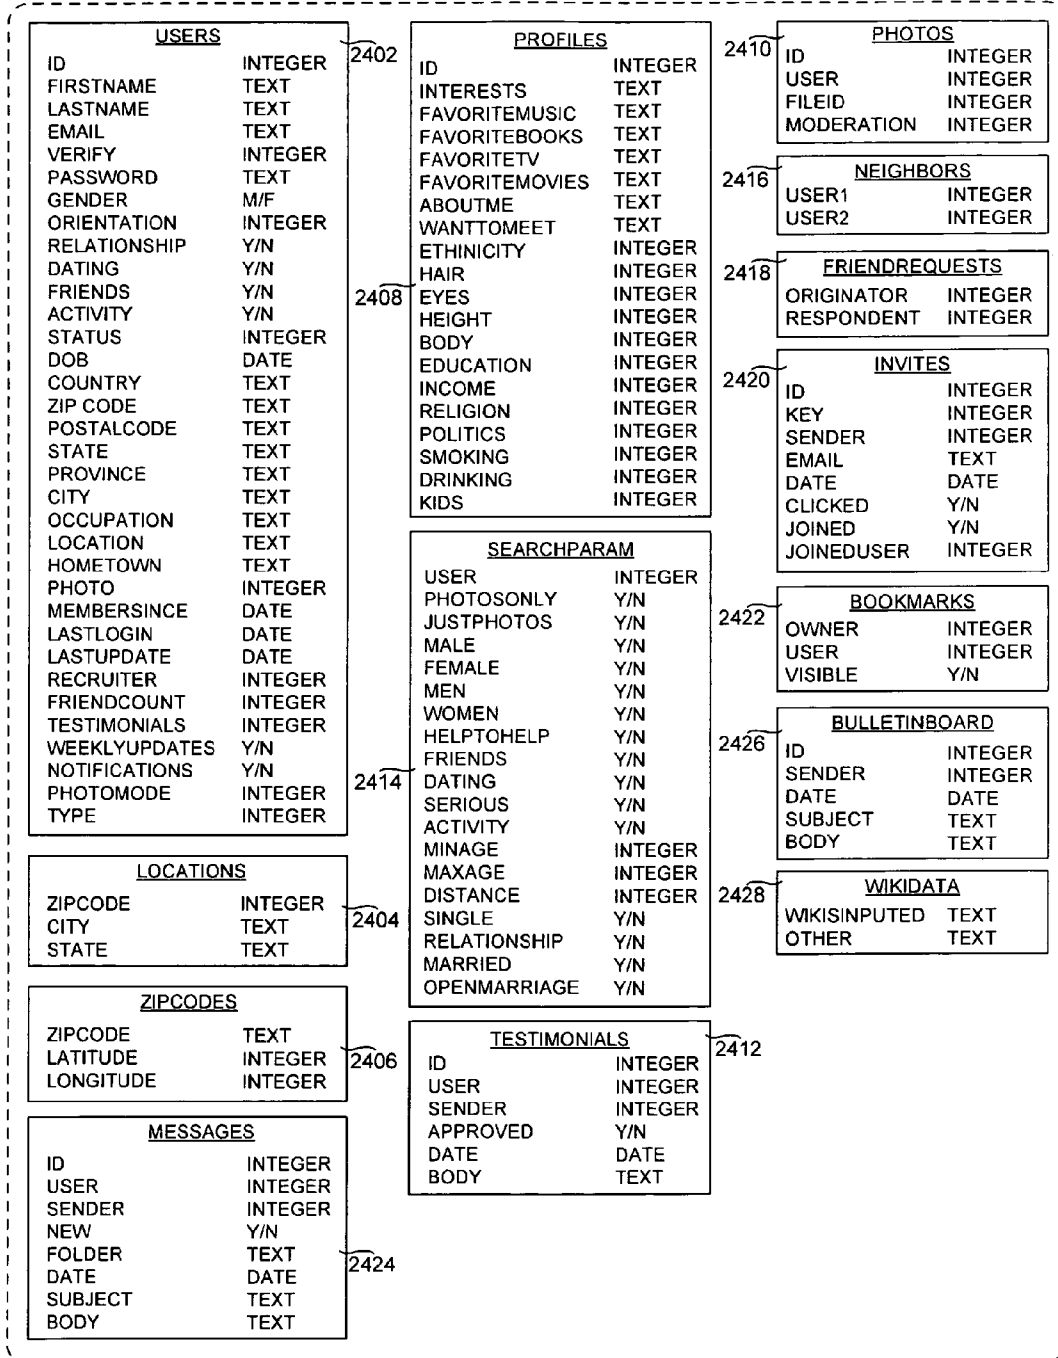 USERS
ID INTEGER
FIRSTNAME TEXT
LASTNAME TEXT
EMAIL TEXT
VERIFY INTEGER
PASSWORD TEXT
GENDER M/F
ORIENTATION INTEGER
RELATIONSHIP Y/N
DATING Y/N
FRIENDS Y/N
ACTIVITY Y/N
STATUS INTEGER
DOB DATE
COUNTRY TEXT
ZIP CODE TEXT
POSTALCODE TEXT
STATE TEXT
PROVINCE TEXT
CITY TEXT
OCCUPATION TEXT
LOCATION TEXT
HOMETOWN TEXT
PHOTO INTEGER
MEMBERSINCE DATE
LASTLOGIN DATE
LASTUPDATE DATE
RECRUITER INTEGER
FRIENDCOUNT INTEGER
TESTIMONIALS INTEGER
WEEKLYUPDATES Y/N
NOTIFICATIONS Y/N
PHOTOMODE INTEGER
TYPE INTEGER
2402
LOCATIONS
ZIPCODE INTEGER
CITY TEXT
STATE TEXT
2404
ZIPCODES
ZIPCODE TEXT
LATITUDE INTEGER
LONGITUDE INTEGER
2406
MESSAGES
ID INTEGER
USER INTEGER
SENDER INTEGER
NEW Y/N
FOLDER TEXT
DATE DATE
SUBJECT TEXT
BODY TEXT
2424
PROFILES
ID INTEGER
INTERESTS TEXT
FAVORITEMUSIC TEXT
FAVORITEBOOKS TEXT
FAVORITETV TEXT
FAVORITEMOVIES TEXT
ABOUTME TEXT
WANTTOMEET TEXT
ETHINICITY INTEGER
HAIR INTEGER
EYES INTEGER
HEIGHT INTEGER
BODY INTEGER
EDUCATION INTEGER
INCOME INTEGER
RELIGION INTEGER
POLITICS INTEGER
SMOKING INTEGER
DRINKING INTEGER
KIDS INTEGER
2408
SEARCHPARAM
USER INTEGER
PHOTOSONLY Y/N
JUSTPHOTOS Y/N
MALE Y/N
FEMALE Y/N
MEN Y/N
WOMEN Y/N
HELPTOHELP Y/N
FRIENDS Y/N
DATING Y/N
SERIOUS Y/N
ACTIVITY Y/N
MINAGE INTEGER
MAXAGE INTEGER
DISTANCE INTEGER
SINGLE Y/N
RELATIONSHIP Y/N
MARRIED Y/N
OPENMARRIAGE Y/N
2414
TESTIMONIALS
ID INTEGER
USER INTEGER
SENDER INTEGER
APPROVED Y/N
DATE DATE
BODY TEXT
2412
PHOTOS
2410
ID INTEGER
USER INTEGER
FILEID INTEGER
MODERATION INTEGER
NEIGHBORS
2416
USER1 INTEGER
USER2 INTEGER
FRIENDREQUESTS
2418
ORIGINATOR INTEGER
RESPONDENT INTEGER
INVITES
2420
ID INTEGER
KEY INTEGER
SENDER INTEGER
EMAIL TEXT
DATE DATE
CLICKED Y/N
JOINED Y/N
JOINEDUSER INTEGER
BOOKMARKS
2422
OWNER INTEGER
USER INTEGER
VISIBLE Y/N
BULLETINBOARD
2426
ID INTEGER
SENDER INTEGER
DATE DATE
SUBJECT TEXT
BODY TEXT
WIKIDATA
2428
WIKISINPUTED TEXT
OTHER TEXT